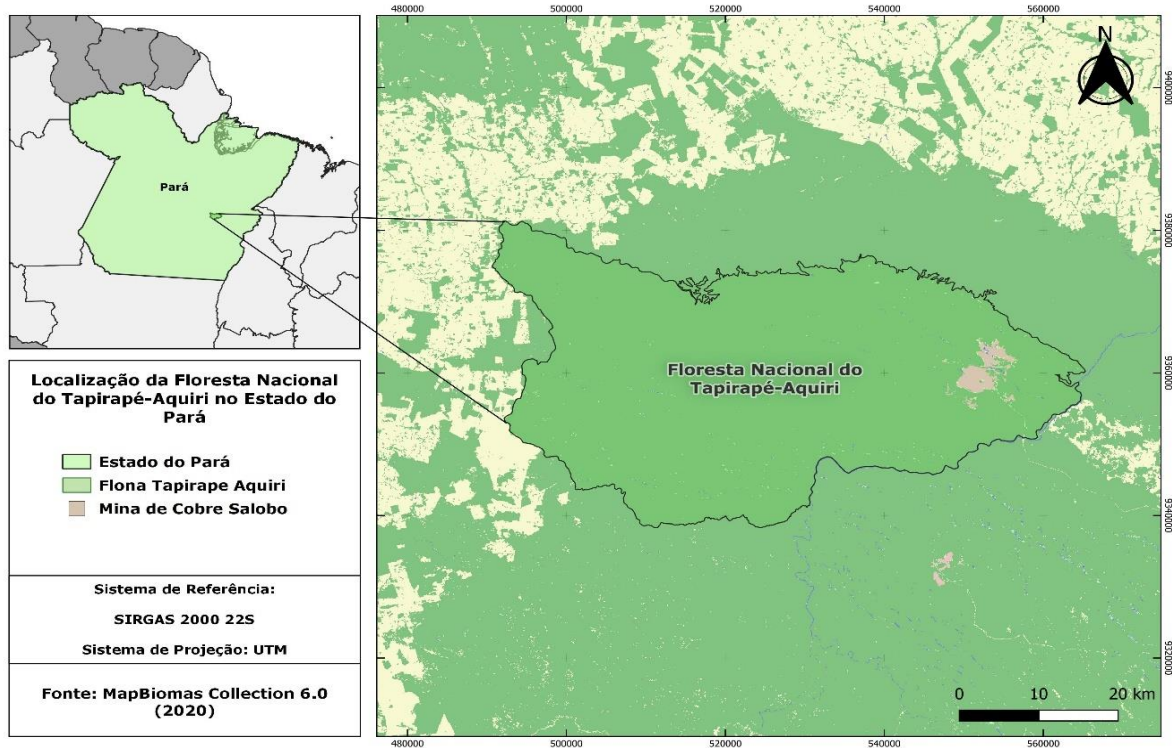 Pará
Localização da Floresta Nacional
do Tapirapé-Aquiri no Estado do
Pará
Estado do Pará
Flona Tapirape Aquiri
Mina de Cobre Salobo
Sistema de Referência:
SIRGAS 2000 22S
Sistema de Projeção: UTM
Fonte: MapBiomas Collection 6.0
(2020)
480000 500000 520000 540000 560000
N
9400000
9380000
9360000
9340000
9320000
Floresta Nacional do
Tapirapé-Aquiri
0 10 20 km
480000 500000 520000 540000 560000